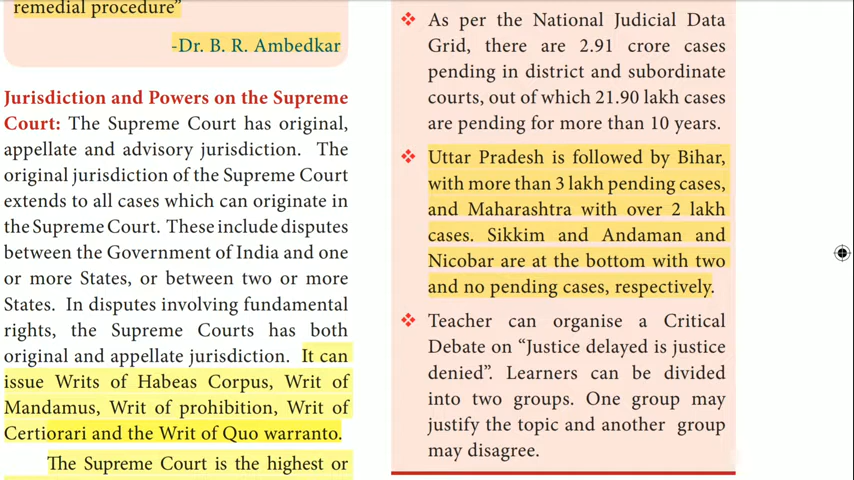 remedial procedure”
-Dr. B. R. Ambedkar
Jurisdiction and Powers on the Supreme
Court: The Supreme Court has original,
appellate and advisory jurisdiction. The
original jurisdiction of the Supreme Court
extends to all cases which can originate in
the Supreme Court. These include disputes
between the Government of India and one
or more States, or between two or more
States. In disputes involving fundamental
rights, the Supreme Courts has both
original and appellate jurisdiction. It can
issue Writs of Habeas Corpus, Writ of
Mandamus, Writ of prohibition, Writ of
Certiorari and the Writ of Quo warranto.
The Supreme Court is the highest or
❖ As per the National Judicial Data
Grid, there are 2.91 crore cases
pending in district and subordinate
courts, out of which 21.90 lakh cases
are pending for more than 10 years.
❖ Uttar Pradesh is followed by Bihar,
with more than 3 lakh pending cases,
and Maharashtra with over 2 lakh
cases. Sikkim and Andaman and
Nicobar are at the bottom with two
and no pending cases, respectively.
❖ Teacher can organise a Critical
Debate on “Justice delayed is justice
denied”. Learners can be divided
into two groups. One group may
justify the topic and another group
may disagree.